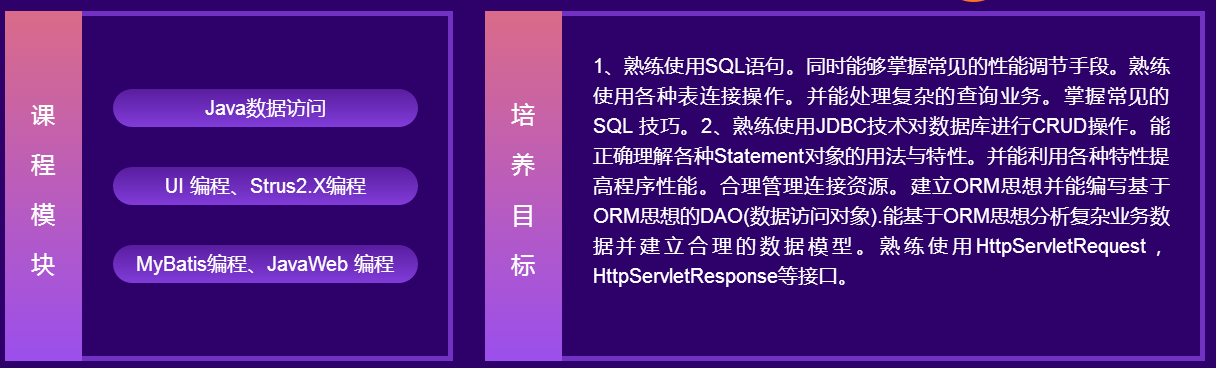 课
程
模
块
Java数据访问
UI 编程、Strus2.X编程
MyBatis编程、JavaWeb 编程
培
养
目
标
1、熟练使用SQL语句。同时能够掌握常见的性能调节手段。熟练
使用各种表连接操作。并能处理复杂的查询业务。掌握常见的
SQL 技巧。2、熟练使用JDBC技术对数据库进行CRUD操作。能
正确理解各种Statement对象的用法与特性。并能利用各种特性提
高程序性能。合理管理连接资源。建立ORM思想并能编写基于
ORM思想的DAO(数据访问对象).能基于ORM思想分析复杂业务数
据并建立合理的数据模型。熟练使用HttpServletRequest，
HttpServletResponse等接口。